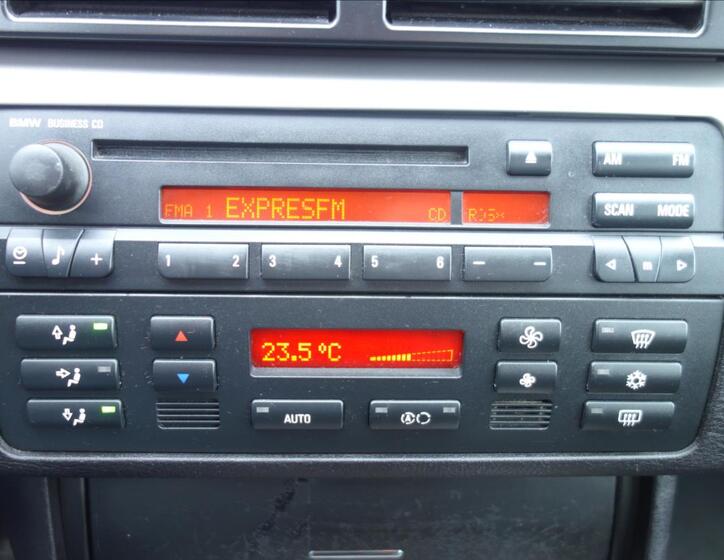 BMW BUSINESS CD
AM FM
FMA 1 EXPRESFM CD
SCAN MODE
1 2 3 4 5 6
23.5°C
AUTO
A